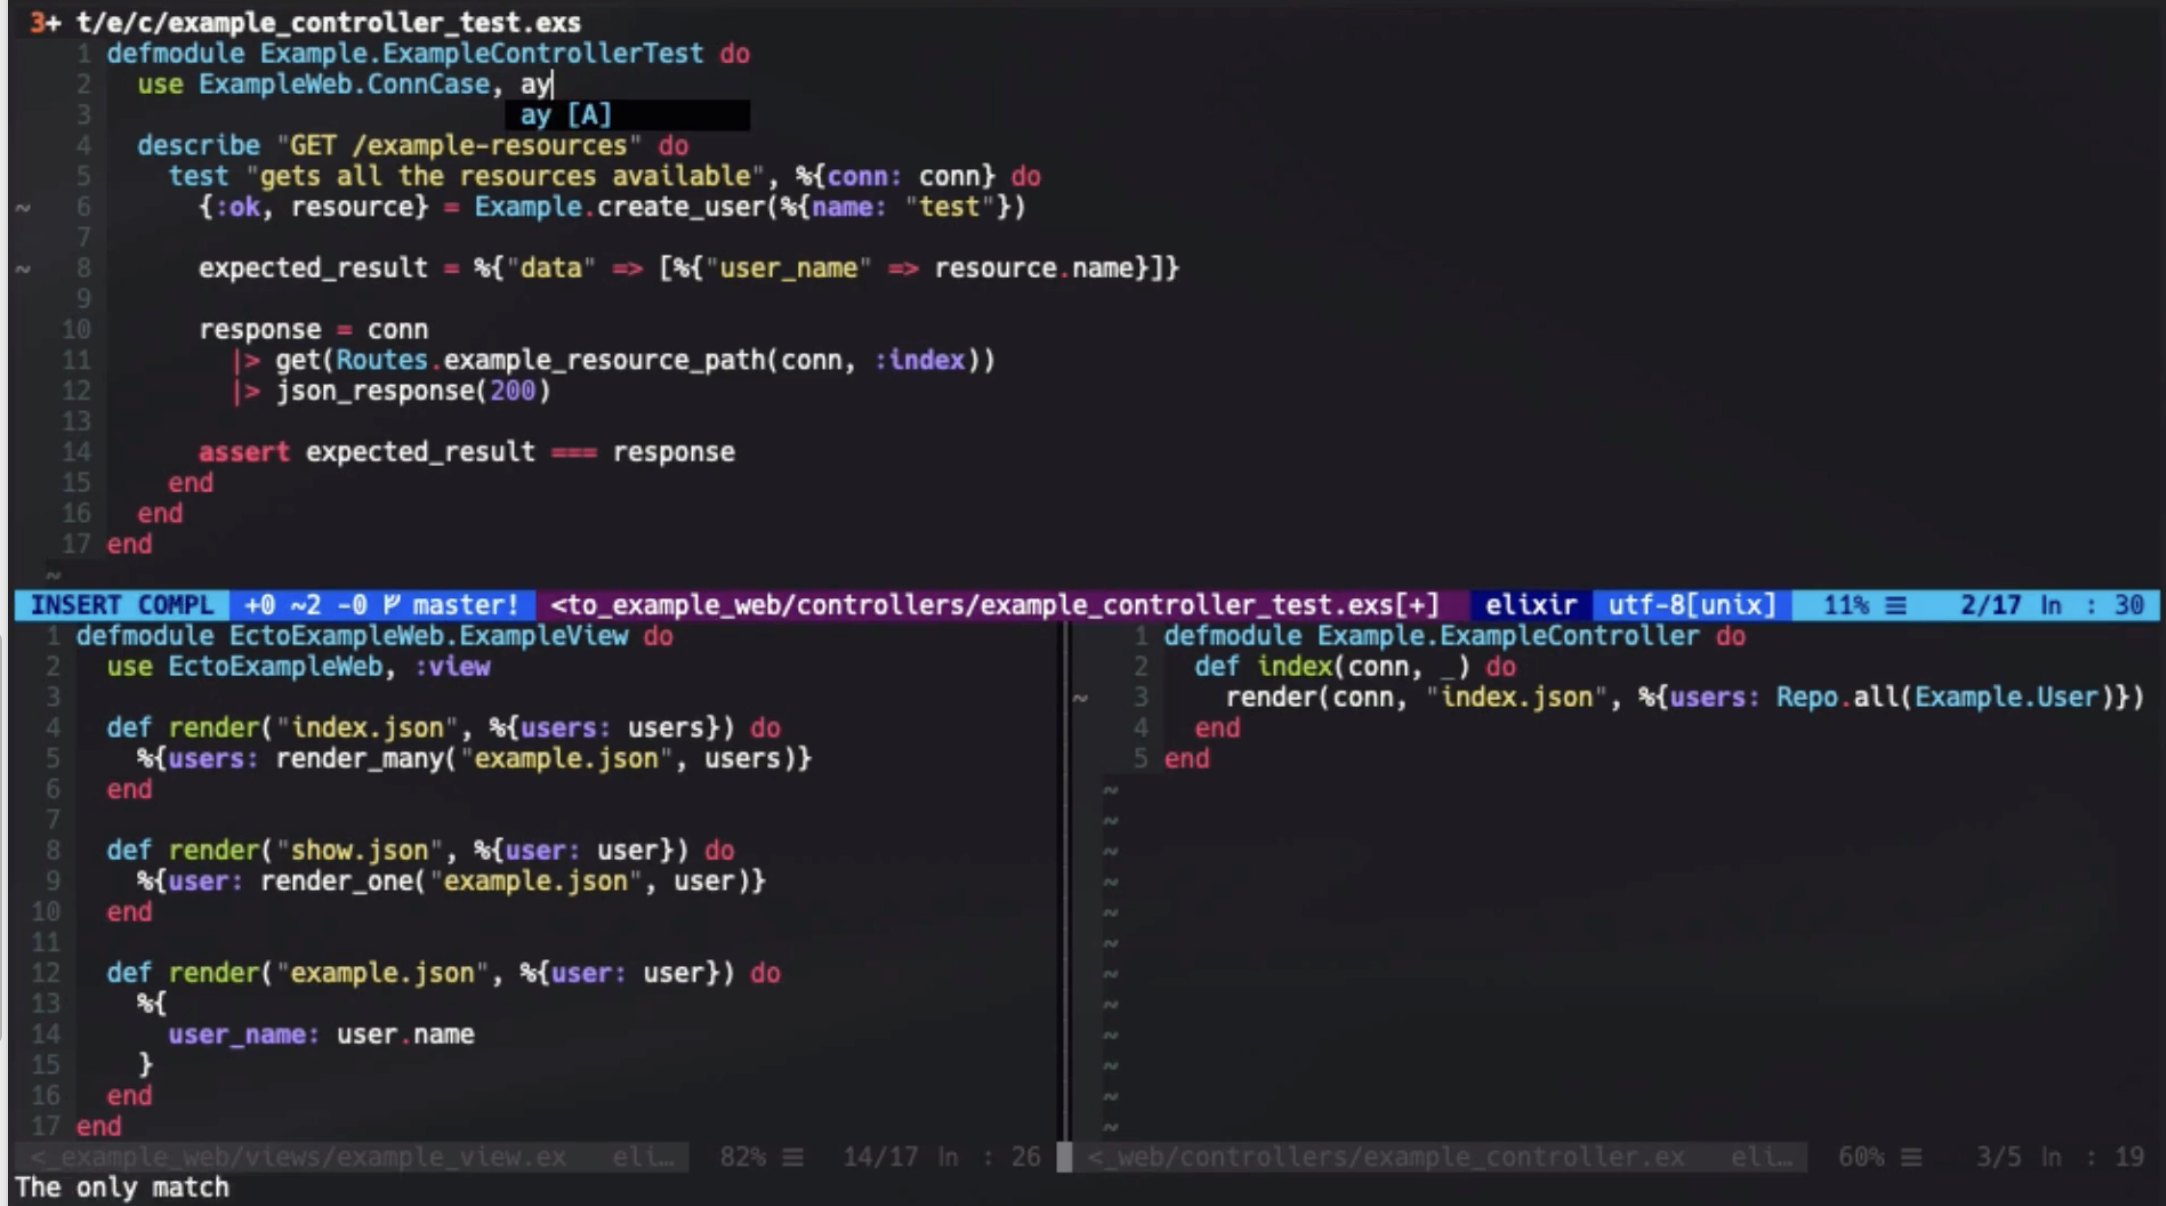 3+ t/e/c/example_controller_test.exs
1 defmodule Example.ExampleControllerTest do
2   use ExampleWeb.ConnCase, ay
3   ay [A]
4   describe "GET /example-resources" do
5     test "gets all the resources available", %{conn: conn} do
~ 6       {:ok, resource} = Example.create_user(%{name: "test"})
7
~ 8       expected_result = %{"data" => [%{"user_name" => resource.name}]}
9
10       response = conn
11         |> get(Routes.example_resource_path(conn, :index))
12         |> json_response(200)
13
14       assert expected_result === response
15     end
16   end
17 end
~
INSERT COMPL +0 ~2 -0 master! <to_example_web/controllers/example_controller_test.exs[+] elixir utf-8[unix] 11% ☰ 2/17 ln : 30
1 defmodule EctoExampleWeb.ExampleView do
2   use EctoExampleWeb, :view
3
4   def render("index.json", %{users: users}) do
5     %{users: render_many("example.json", users)}
6   end
7
8   def render("show.json", %{user: user}) do
9     %{user: render_one("example.json", user)}
10   end
11
12   def render("example.json", %{user: user}) do
13     %{
14       user_name: user.name
15     }
16   end
17 end
<_example_web/views/example_view.ex eli… 82% ☰ 14/17 ln : 26
1 defmodule Example.ExampleController do
2   def index(conn, _) do
~ 3     render(conn, "index.json", %{users: Repo.all(Example.User)})
4   end
5 end
~
~
~
~
~
~
~
~
~
~
~
~
<_web/controllers/example_controller.ex eli… 60% ☰ 3/5 ln : 19
The only match